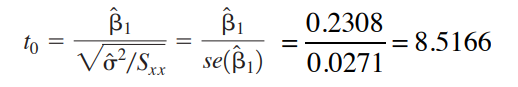 t₀ = β̂₁ / √σ̂²/Sₓₓ = β̂₁ / se(β̂₁) = 0.2308 / 0.0271 = 8.5166